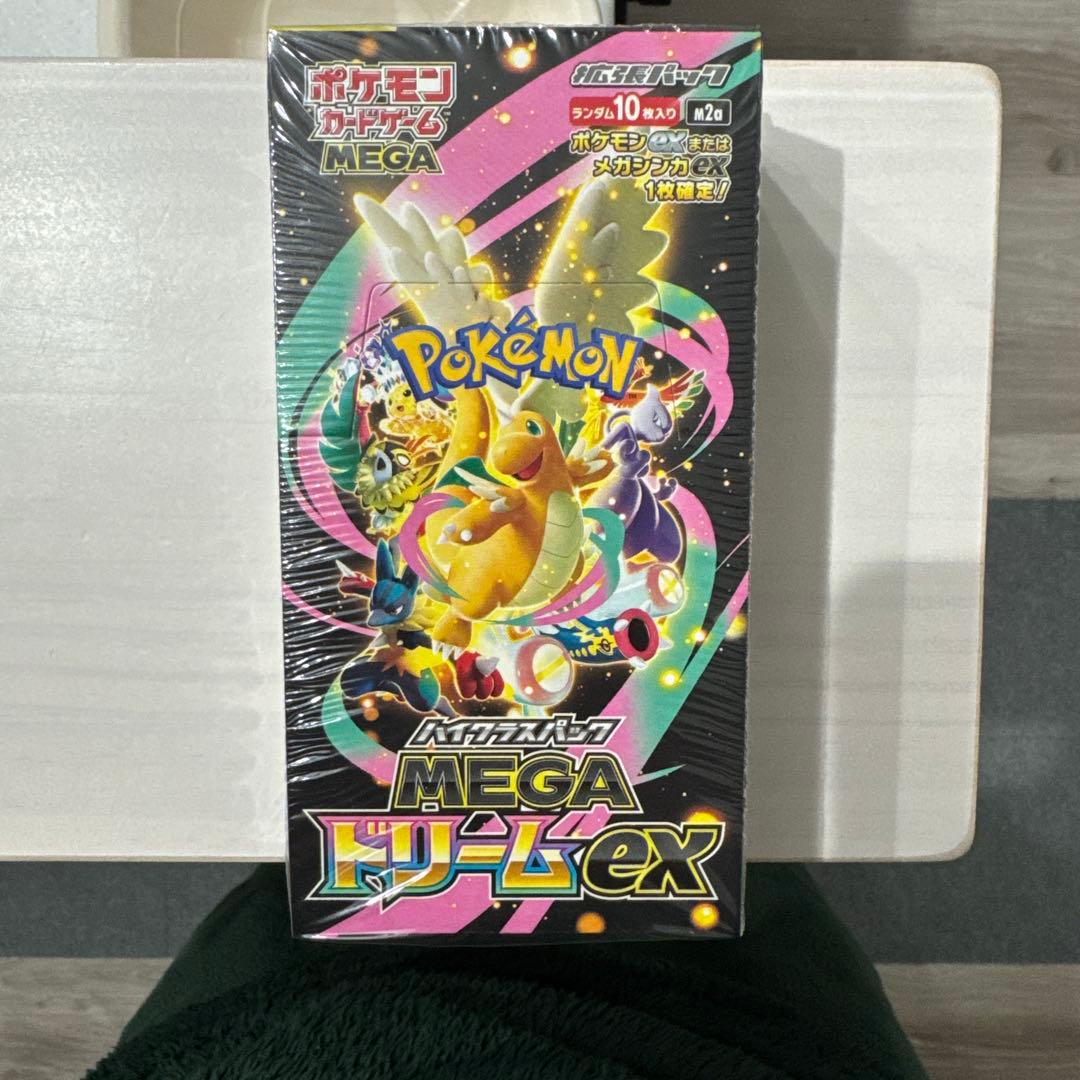 ポケモン
カードゲーム
MEGA
拡張パック
ランダム10枚入り M2a
ポケモンexまたは
メガシンカex
1枚確定!
POKéMON
ハイクラスパック
MEGA
ドリームex